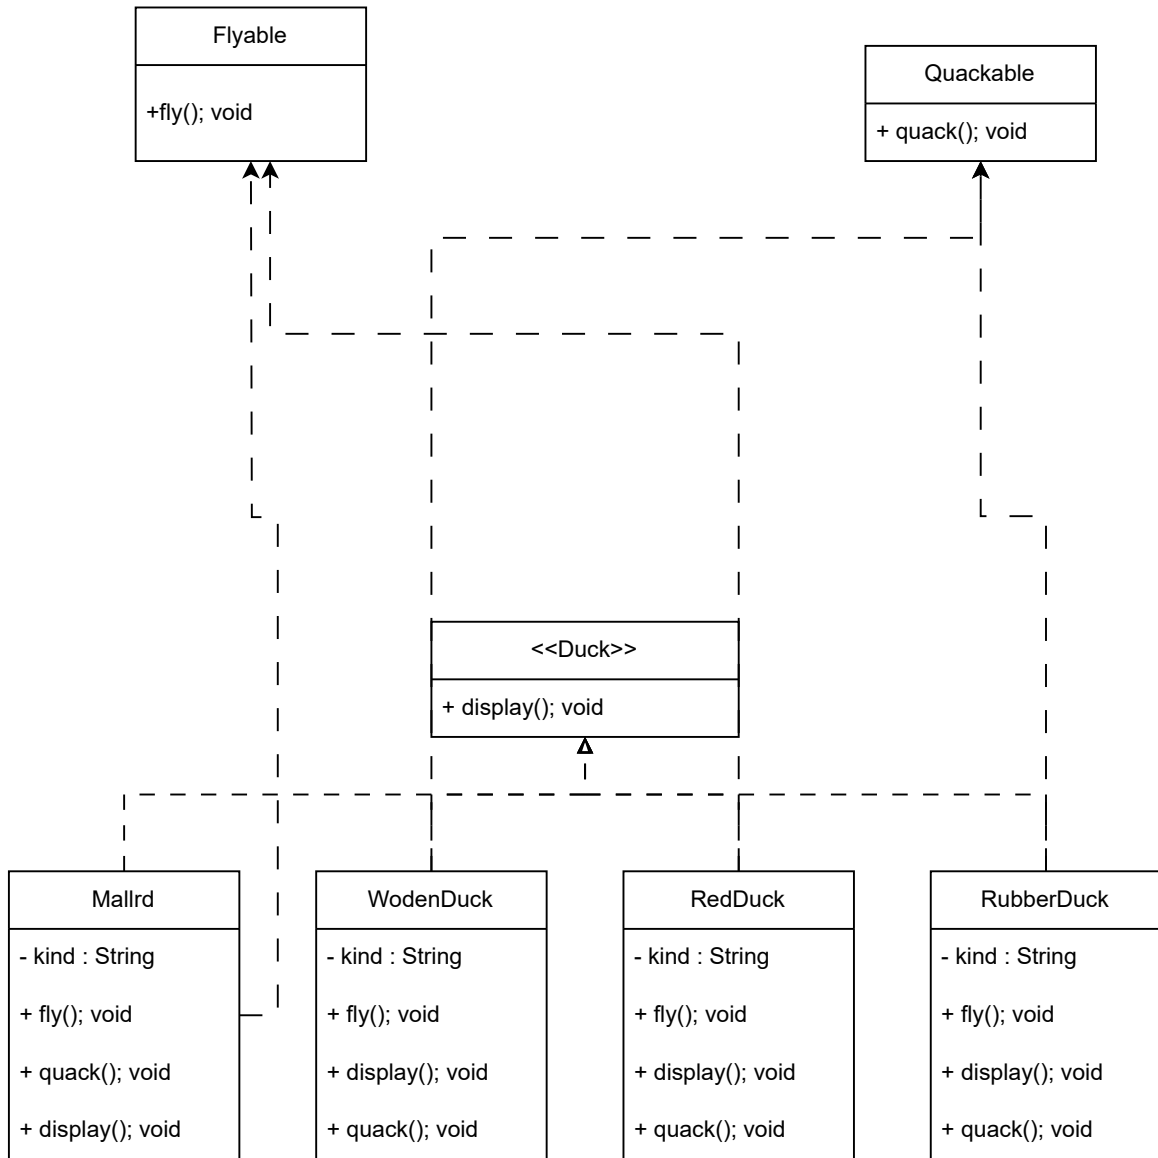 Flyable
+fly(); void
Quackable
+ quack(); void
<<Duck>>
+ display(); void
Mallrd
- kind : String
+ fly(); void
+ quack(); void
+ display(); void
WodenDuck
- kind : String
+ fly(); void
+ display(); void
+ quack(); void
RedDuck
- kind : String
+ fly(); void
+ display(); void
+ quack(); void
RubberDuck
- kind : String
+ fly(); void
+ display(); void
+ quack(); void